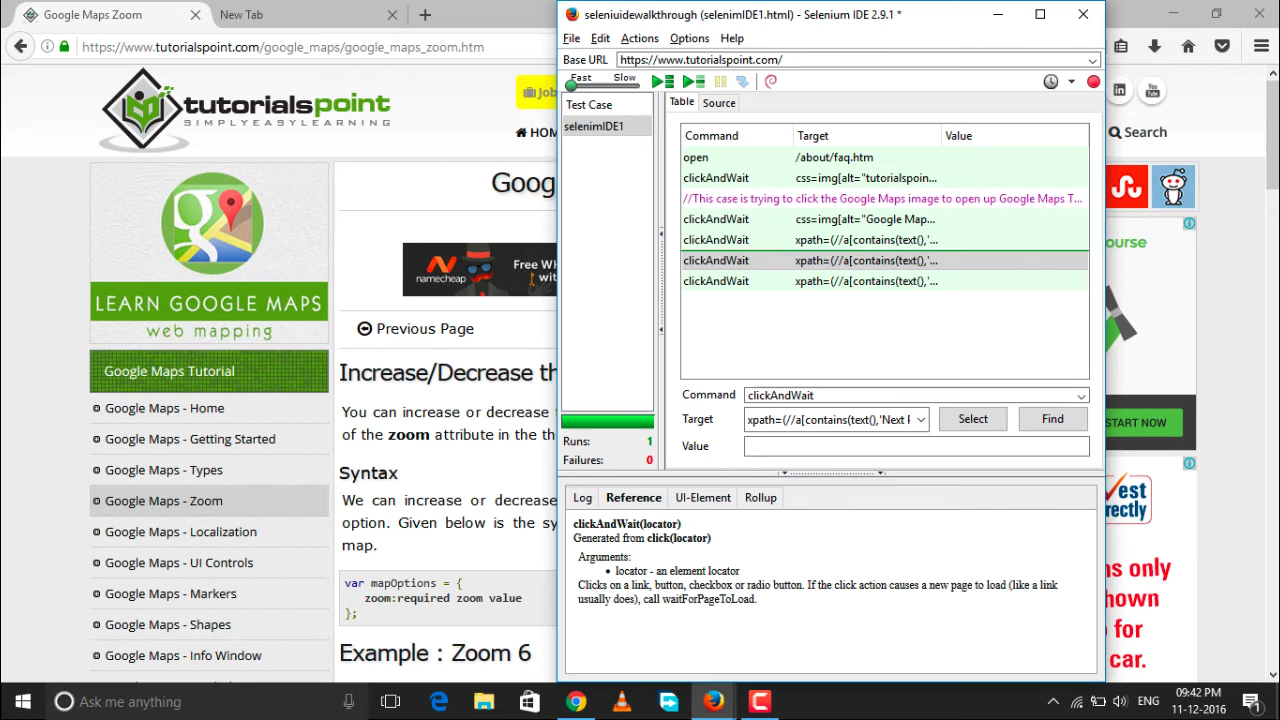 Google Maps Zoom
New Tab
https://www.tutorialspoint.com/google_maps/google_maps_zoom.htm
tutorialspoint
SIMPLYEASYLEARNING
Job
HOM
LEARN GOOGLE MAPS
web mapping
Google Maps Tutorial
Google Maps - Home
Google Maps - Getting Started
Google Maps - Types
Google Maps - Zoom
Google Maps - Localization
Google Maps - UI Controls
Google Maps - Markers
Google Maps - Shapes
Google Maps - Info Window
Goog
namecheap
Free WH
with
Previous Page
Increase/Decrease th
You can increase or decrease
of the zoom attribute in the th
Syntax
We can increase or decrease
option. Given below is the sy
map.
var mapOptions = {
zoom:required zoom value
};
Example : Zoom 6
seleniuidewalkthrough (selenimIDE1.html) - Selenium IDE 2.9.1 *
File Edit Actions Options Help
Base URL https://www.tutorialspoint.com/
Fast Slow
Test Case
selenimIDE1
Runs: 1
Failures: 0
Table Source
Command Target Value
open /about/faq.htm
clickAndWait css=img[alt="tutorialspoin...
//This case is trying to click the Google Maps image to open up Google Maps T...
clickAndWait css=img[alt="Google Map...
clickAndWait xpath=(//a[contains(text(),'...
clickAndWait xpath=(//a[contains(text(),'...
clickAndWait xpath=(//a[contains(text(),'...
Command clickAndWait
Target xpath=(//a[contains(text(),'Next P Select Find
Value
Log Reference UI-Element Rollup
clickAndWait(locator)
Generated from click(locator)
Arguments:
• locator - an element locator
Clicks on a link, button, checkbox or radio button. If the click action causes a new page to load (like a link
usually does), call waitForPageToLoad.
in You Tube
Search
ourse
START NOW
vest
irectly
ns only
hown
for
car.
Ask me anything
ENG
09:42 PM
11-12-2016
1